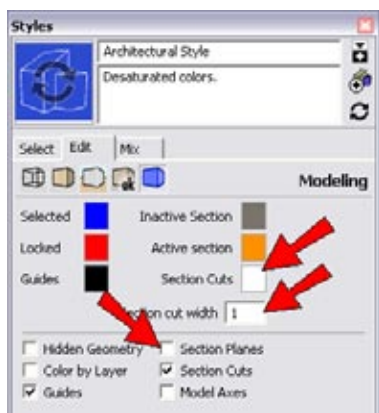 Styles
Architectural Style
Desaturated colors.
Select Edit Mix
Modeling
Selected Inactive Section
Locked Active section
Guides Section Cuts
Section cut width 1
Hidden Geometry Section Planes
Color by Layer Section Cuts
Guides Model Axes